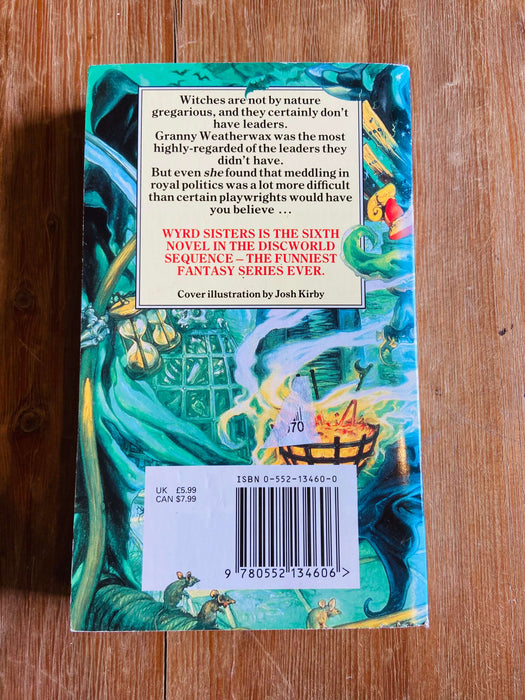 Witches are not by nature
gregarious, and they certainly don't
have leaders.
Granny Weatherwax was the most
highly-regarded of the leaders they
didn't have.
But even she found that meddling in
royal politics was a lot more difficult
than certain playwrights would have
you believe ...
WYRD SISTERS IS THE SIXTH
NOVEL IN THE DISCWORLD
SEQUENCE – THE FUNNIEST
FANTASY SERIES EVER.
Cover illustration by Josh Kirby
ISBN 0-552-13460-0
UK £5.99
CAN $7.99
9 780552 134606 >